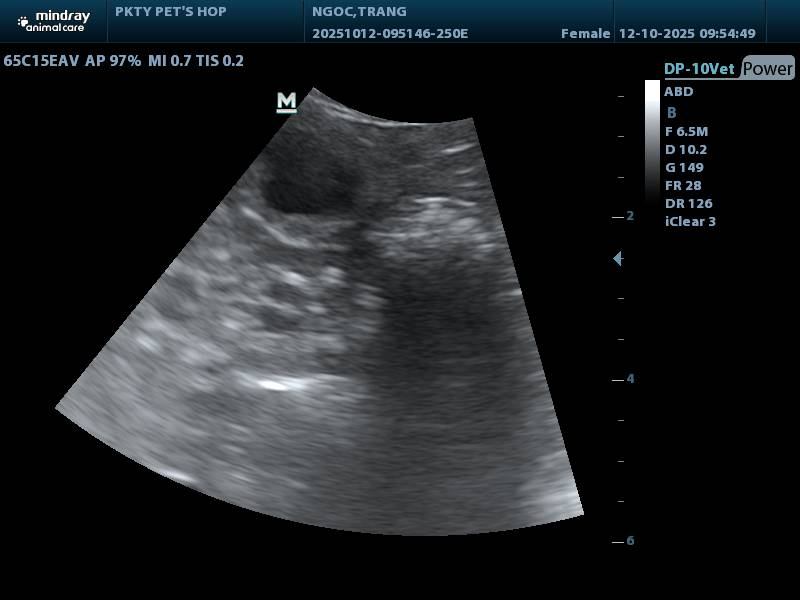 mindray
animal care
PKTY PET'S HOP
NGOC,TRANG
20251012-095146-250E
Female
12-10-2025 09:54:49
65C15EAV AP 97% MI 0.7 TIS 0.2
DP-10Vet
Power
ABD
B
F 6.5M
D 10.2
G 149
FR 28
DR 126
iClear 3
M
2
4
6